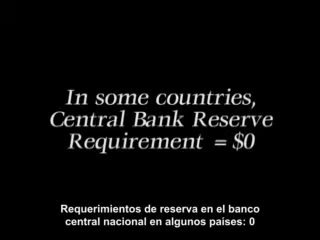 In some countries,
Central Bank Reserve
Requirement = $0
Requerimientos de reserva en el banco
central nacional en algunos paises: 0